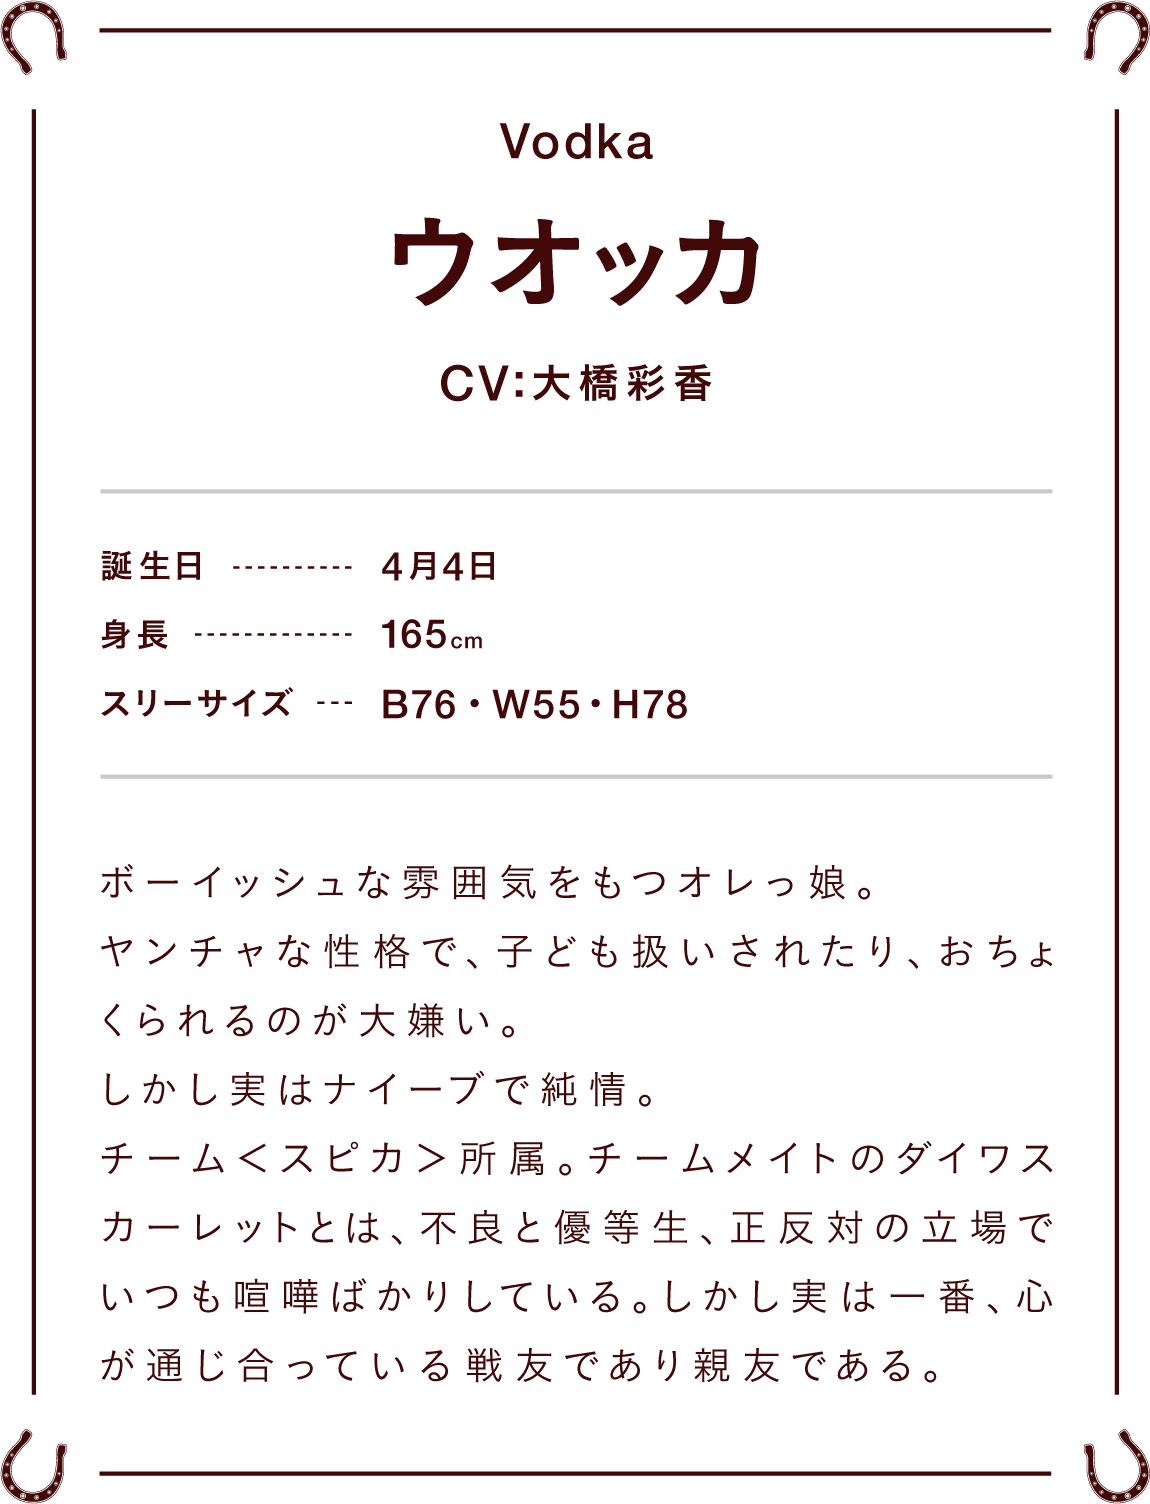 Vodka
ウオッカ
CV:大橋彩香
誕生日 ---------- 4月4日
身長 ------------- 165cm
スリーサイズ --- B76・W55・H78
ボーイッシュな雰囲気をもつオレっ娘。
ヤンチャな性格で、子ども扱いされたり、おちょ
くられるのが大嫌い。
しかし実はナイーブで純情。
チーム＜スピカ＞所属。チームメイトのダイワス
カーレットとは、不良と優等生、正反対の立場で
いつも喧嘩ばかりしている。しかし実は一番、心
が通じ合っている戦友であり親友である。